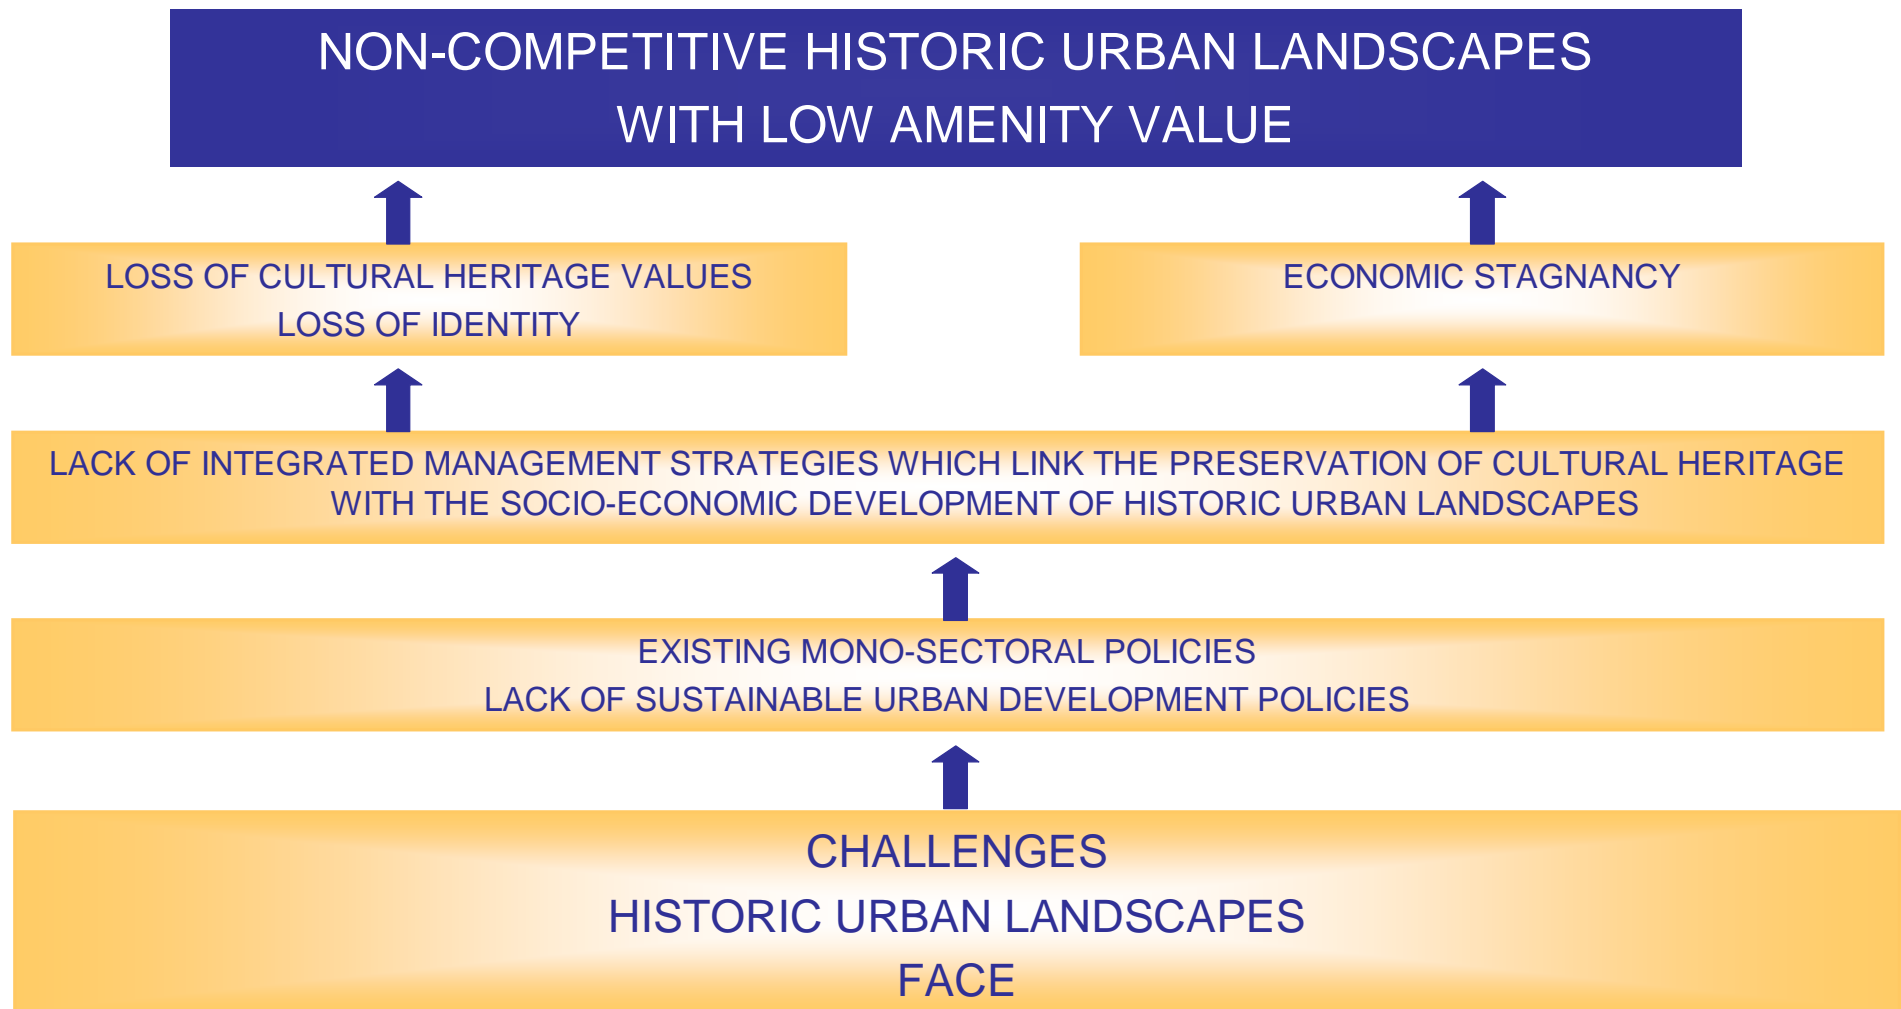 NON-COMPETITIVE HISTORIC URBAN LANDSCAPES
WITH LOW AMENITY VALUE
LOSS OF CULTURAL HERITAGE VALUES
LOSS OF IDENTITY
ECONOMIC STAGNANCY
LACK OF INTEGRATED MANAGEMENT STRATEGIES WHICH LINK THE PRESERVATION OF CULTURAL HERITAGE
WITH THE SOCIO-ECONOMIC DEVELOPMENT OF HISTORIC URBAN LANDSCAPES
EXISTING MONO-SECTORAL POLICIES
LACK OF SUSTAINABLE URBAN DEVELOPMENT POLICIES
CHALLENGES
HISTORIC URBAN LANDSCAPES
FACE